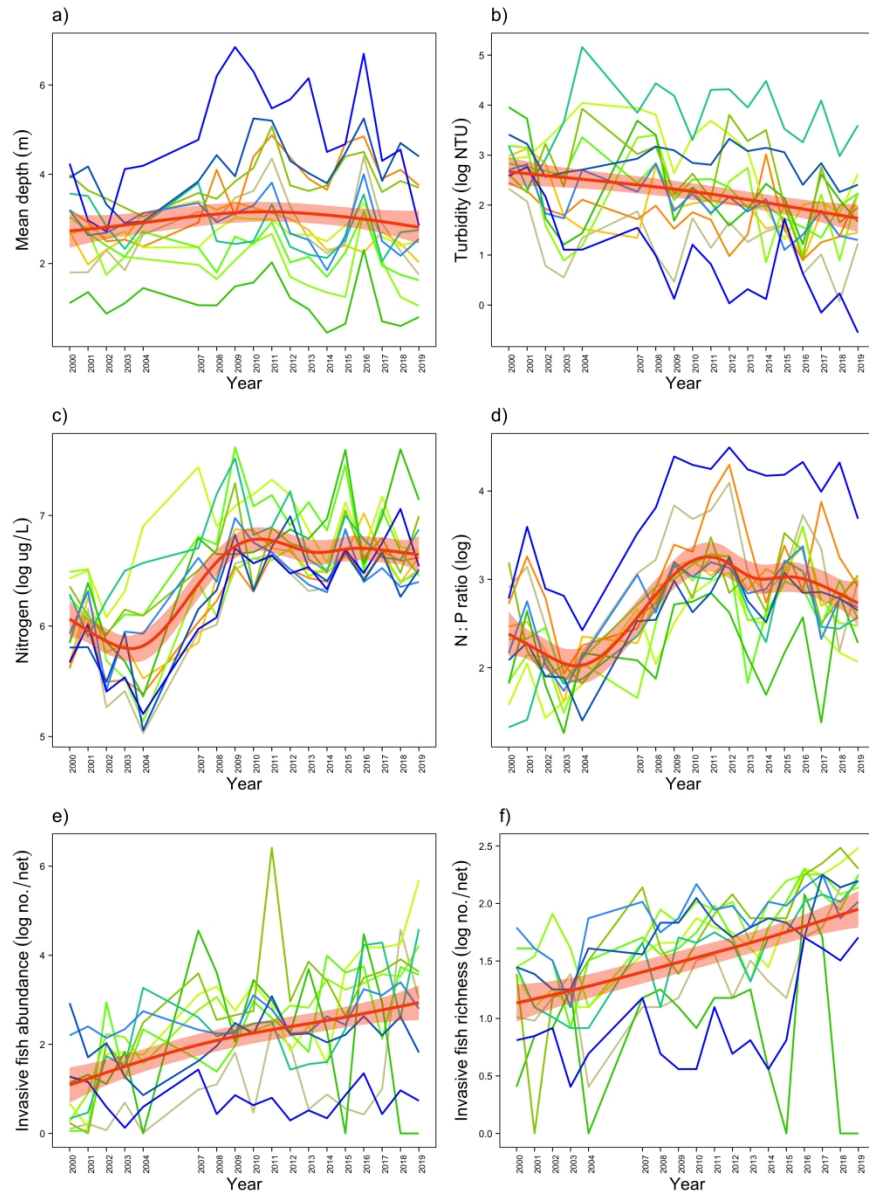 a)
Mean depth (m)
6
4
2
2000 2001 2002 2003 2004 2007 2008 2009 2010 2011 2012 2013 2014 2015 2016 2017 2018 2019
Year
b)
Turbidity (log NTU)
5
4
3
2
1
0
2000 2001 2002 2003 2004 2007 2008 2009 2010 2011 2012 2013 2014 2015 2016 2017 2018 2019
Year
c)
Nitrogen (log ug/L)
7
6
5
2000 2001 2002 2003 2004 2007 2008 2009 2010 2011 2012 2013 2014 2015 2016 2017 2018 2019
Year
d)
N:P ratio (log)
4
3
2
2000 2001 2002 2003 2004 2007 2008 2009 2010 2011 2012 2013 2014 2015 2016 2017 2018 2019
Year
e)
Invasive fish abundance (log no./net)
6
4
2
0
2000 2001 2002 2003 2004 2007 2008 2009 2010 2011 2012 2013 2014 2015 2016 2017 2018 2019
Year
f)
Invasive fish richness (log no./net)
2.5
2.0
1.5
1.0
0.5
0.0
2000 2001 2002 2003 2004 2007 2008 2009 2010 2011 2012 2013 2014 2015 2016 2017 2018 2019
Year